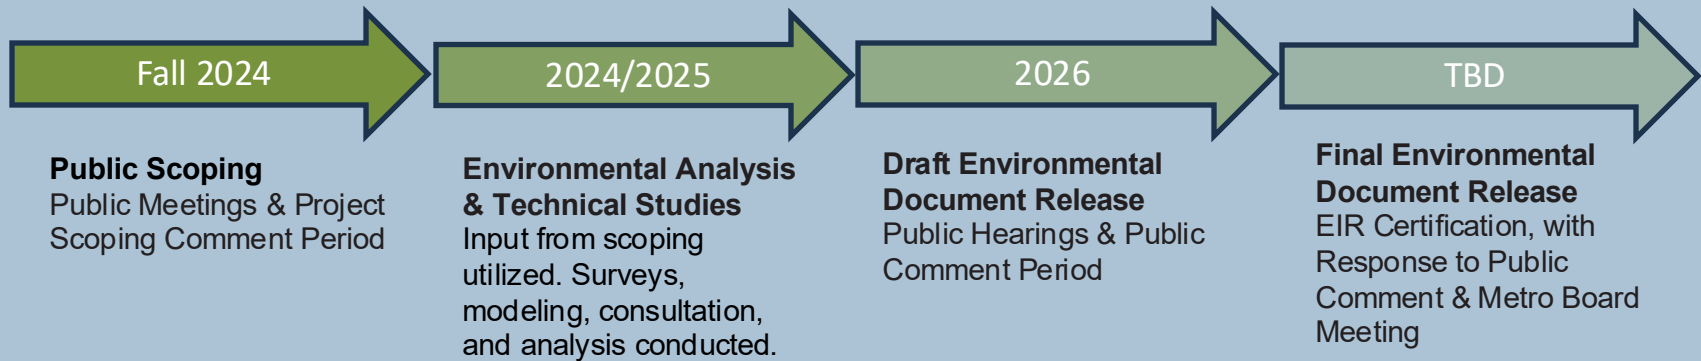 Fall 2024
Public Scoping
Public Meetings & Project
Scoping Comment Period
2024/2025
Environmental Analysis
& Technical Studies
Input from scoping
utilized. Surveys,
modeling, consultation,
and analysis conducted.
2026
Draft Environmental
Document Release
Public Hearings & Public
Comment Period
TBD
Final Environmental
Document Release
EIR Certification, with
Response to Public
Comment & Metro Board
Meeting